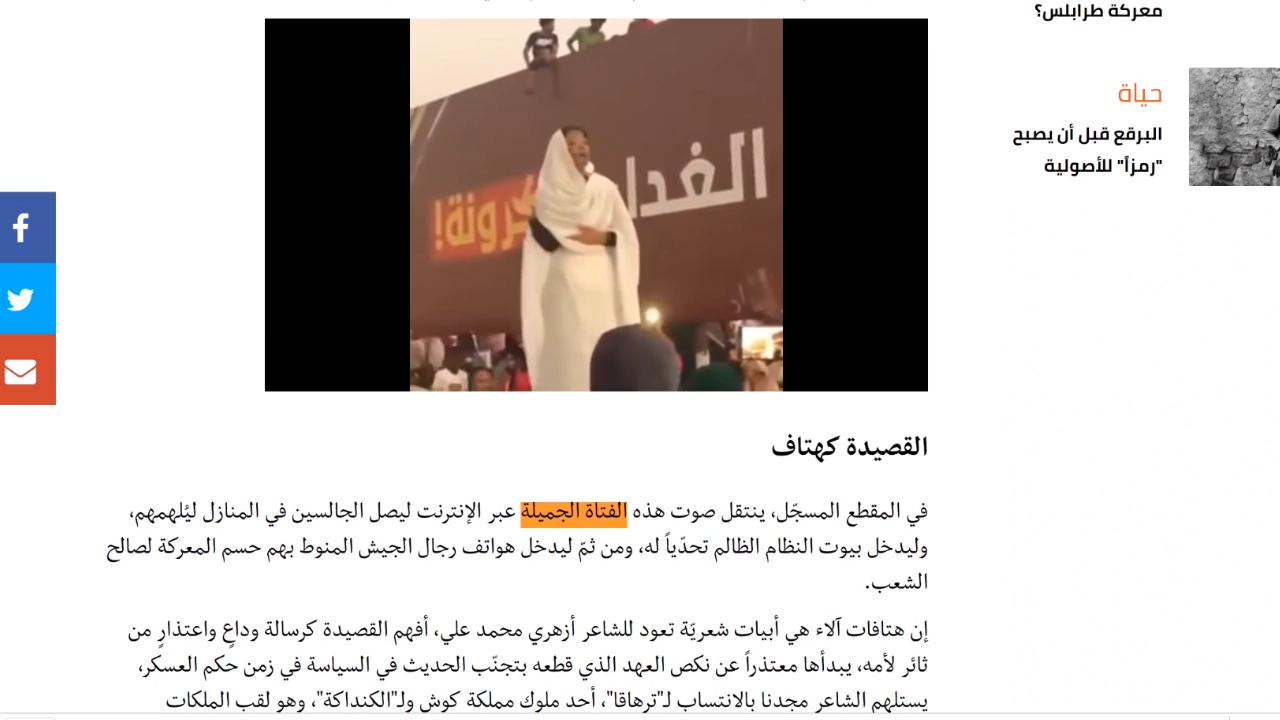 معركة طرابلس؟
حياة
البرقع قبل أن يصبح
"رمزاً" للأصولية
الغدا
كرونة!
القصيدة كهتاف
في المقطع المسجّل، ينتقل صوت هذه الفتاة الجميلة عبر الإنترنت ليصل الجالسين في المنازل ليُلهمهم،
وليدخل بيوت النظام الظالم تحدّياً له، ومن ثمّ ليدخل هواتف رجال الجيش المنوط بهم حسم المعركة لصالح
الشعب.
إن هتافات آلاء هي أبيات شعريّة تعود للشاعر أزهري محمد علي، أفهم القصيدة كرسالة وداعٍ واعتذارٍ من
ثائر لأمه، يبدأها معتذراً عن نكص العهد الذي قطعه بتجنّب الحديث في السياسة في زمن حكم العسكر،
يستلهم الشاعر مجدنا بالانتساب لـ"ترهاقا"، أحد ملوك مملكة كوش ولـ"الكنداكة"، وهو لقب الملكات